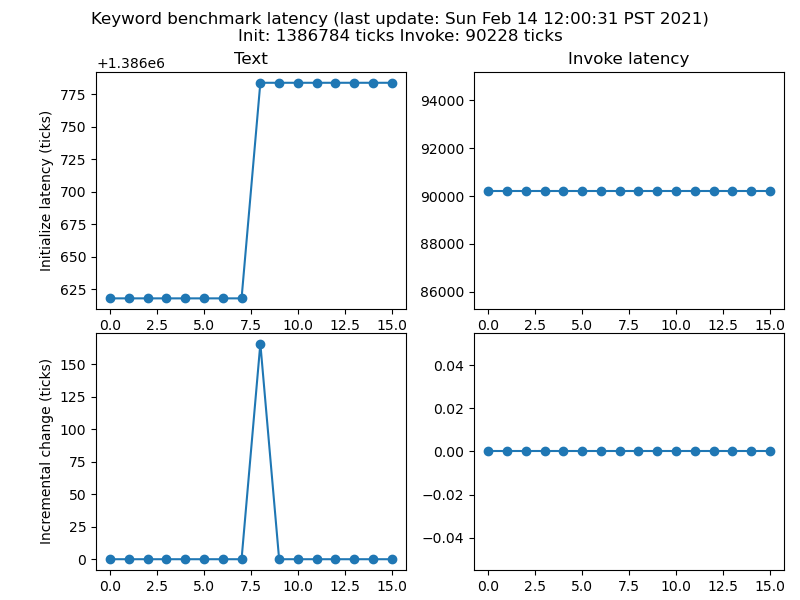 Keyword benchmark latency (last update: Sun Feb 14 12:00:31 PST 2021)
Init: 1386784 ticks Invoke: 90228 ticks
Text
+1.386e6
Initialize latency (ticks)
775
750
725
700
675
650
625
0.0 2.5 5.0 7.5 10.0 12.5 15.0
Invoke latency
94000
92000
90000
88000
86000
0.0 2.5 5.0 7.5 10.0 12.5 15.0
Incremental change (ticks)
150
125
100
75
50
25
0
0.0 2.5 5.0 7.5 10.0 12.5 15.0
0.04
0.02
0.00
−0.02
−0.04
0.0 2.5 5.0 7.5 10.0 12.5 15.0